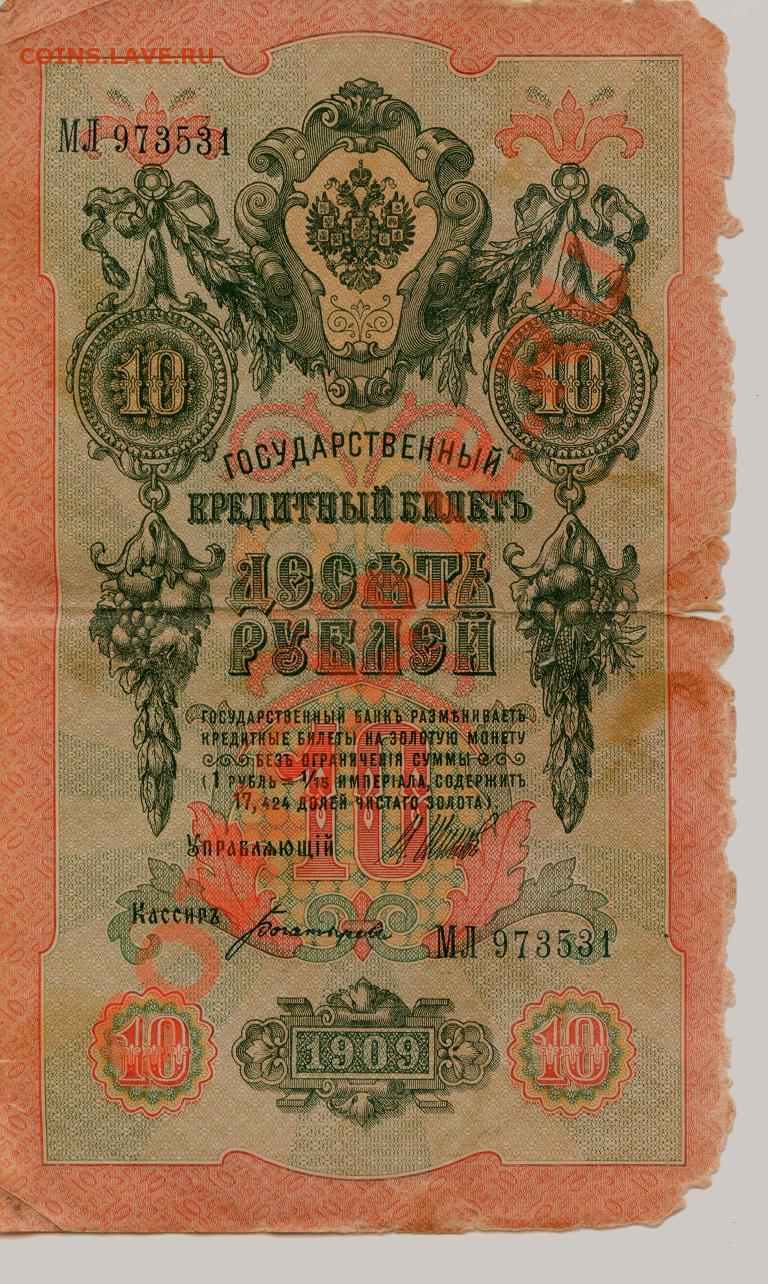 COINS.LAVE.RU
МЛ 973531
10
10
ГОСУДАРСТВЕННЫЙ
КРЕДИТНЫЙ БИЛЕТЪ
ДЕСЯТЬ
РУБЛЕЙ
ГОСУДАРСТВЕННЫЙ БАНКЪ РАЗМѢНИВАЕТЪ
КРЕДИТНЫЕ БИЛЕТЫ НА ЗОЛОТУЮ МОНЕТУ
БЕЗЪ ОГРАНИЧЕНІЯ СУММЫ
(1 РУБЛЬ = 1/15 ИМПЕРІАЛА, СОДЕРЖИТЪ
17,424 ДОЛЕЙ ЧИСТАГО ЗОЛОТА).
10
УПРАВЛЯЮЩІЙ
КАССИРЪ
Богатыревъ
МЛ 973531
10
1909
10